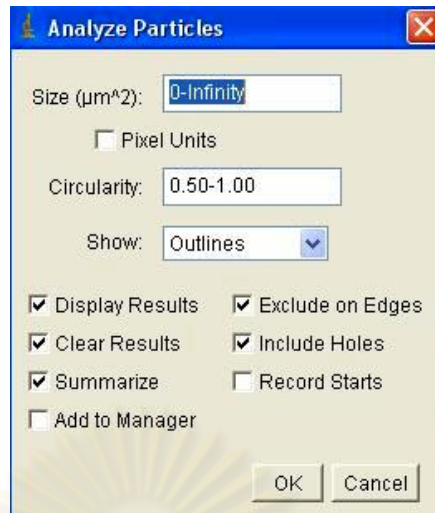 Analyze Particles
Size (µm^2): 0-Infinity
Pixel Units
Circularity: 0.50-1.00
Show: Outlines
Display Results Exclude on Edges
Clear Results Include Holes
Summarize Record Starts
Add to Manager
OK Cancel